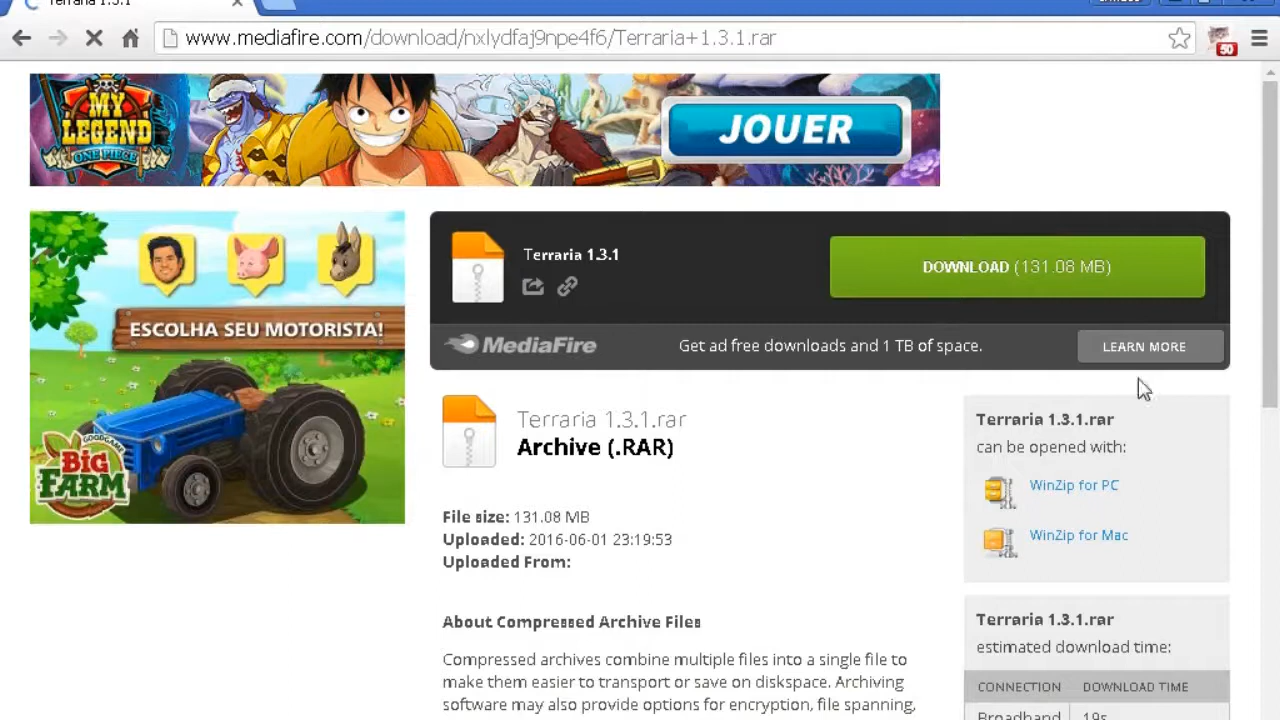 Terraria 1.3.1
www.mediafire.com/download/nxlydfaj9npe4f6/Terraria+1.3.1.rar
50
MY LEGEND
ONE PIECE
JOUER
ESCOLHA SEU MOTORISTA!
GOODGAME
BIG FARM
Terraria 1.3.1
DOWNLOAD (131.08 MB)
MediaFire
Get ad free downloads and 1 TB of space.
LEARN MORE
Terraria 1.3.1.rar
Archive (.RAR)
File size: 131.08 MB
Uploaded: 2016-06-01 23:19:53
Uploaded From:
About Compressed Archive Files
Compressed archives combine multiple files into a single file to
make them easier to transport or save on diskspace. Archiving
software may also provide options for encryption, file spanning,
Terraria 1.3.1.rar
can be opened with:
WinZip for PC
WinZip for Mac
Terraria 1.3.1.rar
estimated download time:
CONNECTION DOWNLOAD TIME
Broadband 19s